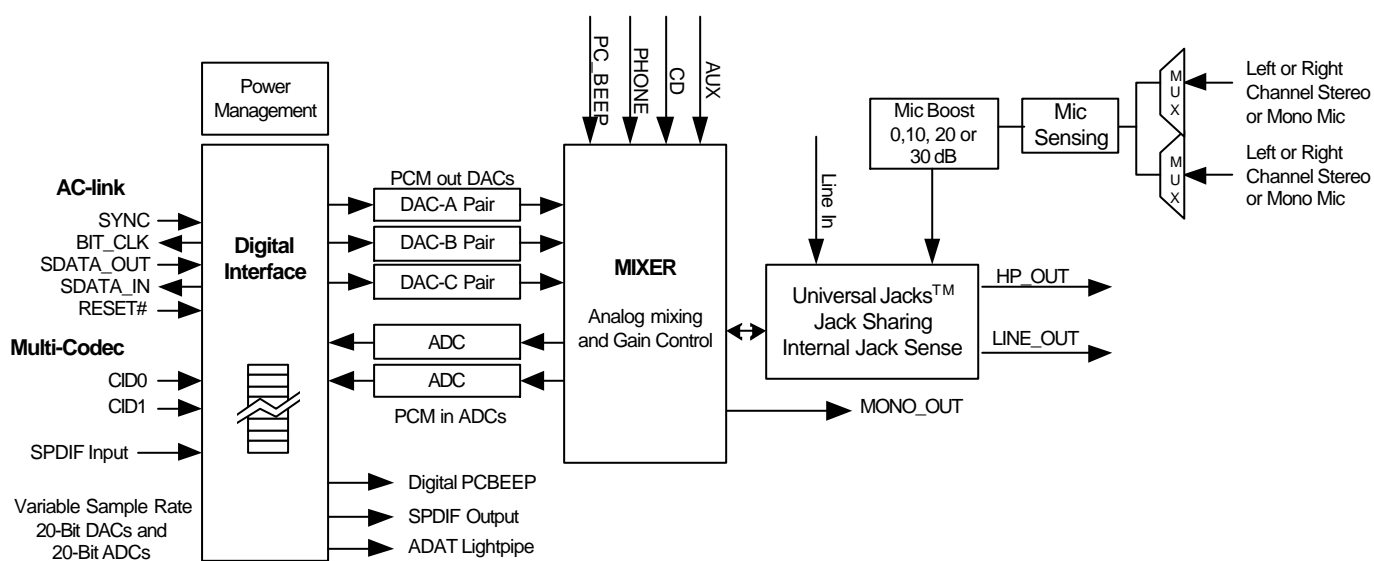 Power
Management
AC-link
SYNC
BIT_CLK
SDATA_OUT
SDATA_IN
RESET#
Multi-Codec
CID0
CID1
SPDIF Input
Variable Sample Rate
20-Bit DACs and
20-Bit ADCs
Digital
Interface
PCM out DACs
DAC-A Pair
DAC-B Pair
DAC-C Pair
ADC
ADC
PCM in ADCs
Digital PCBEEP
SPDIF Output
ADAT Lightpipe
PC_BEEP
PHONE
CD
AUX
MIXER
Analog mixing
and Gain Control
MONO_OUT
Line In
Mic Boost
0,10, 20 or
30 dB
Mic
Sensing
MUX
MUX
Left or Right
Channel Stereo
or Mono Mic
Left or Right
Channel Stereo
or Mono Mic
Universal Jacks™
Jack Sharing
Internal Jack Sense
HP_OUT
LINE_OUT